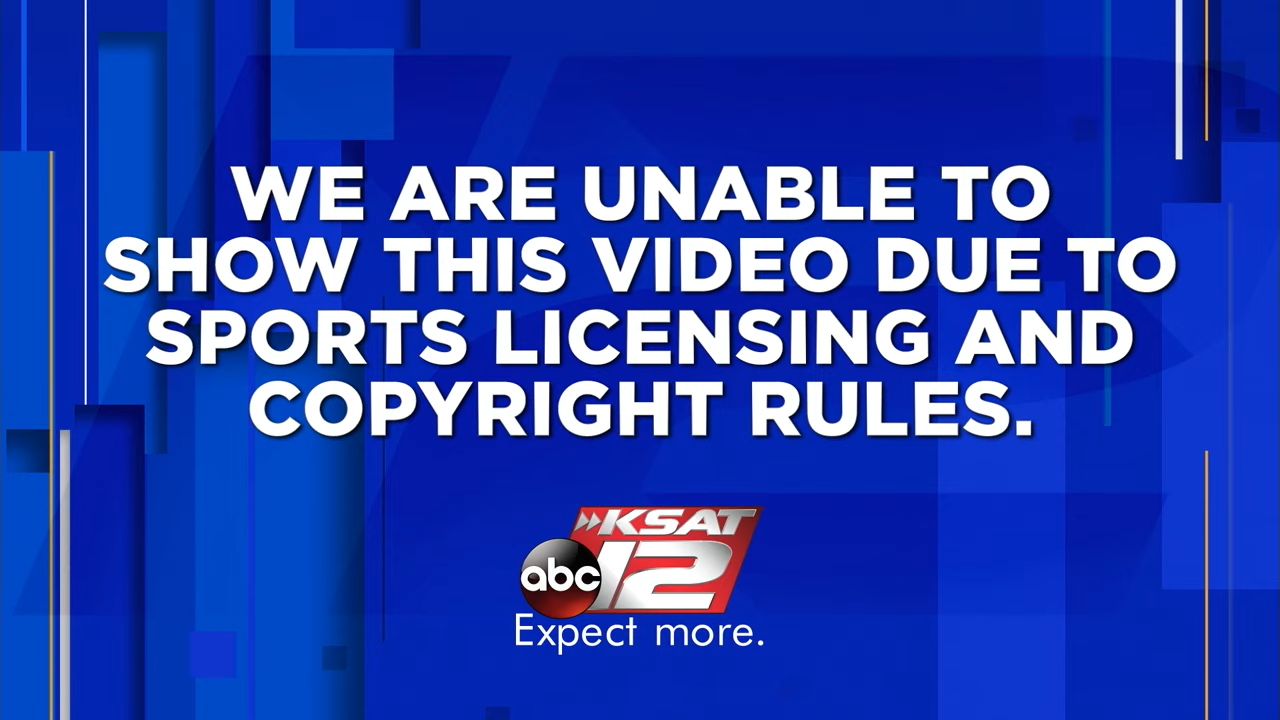 WE ARE UNABLE TO
SHOW THIS VIDEO DUE TO
SPORTS LICENSING AND
COPYRIGHT RULES.
KSAT
abc 12
Expect more.